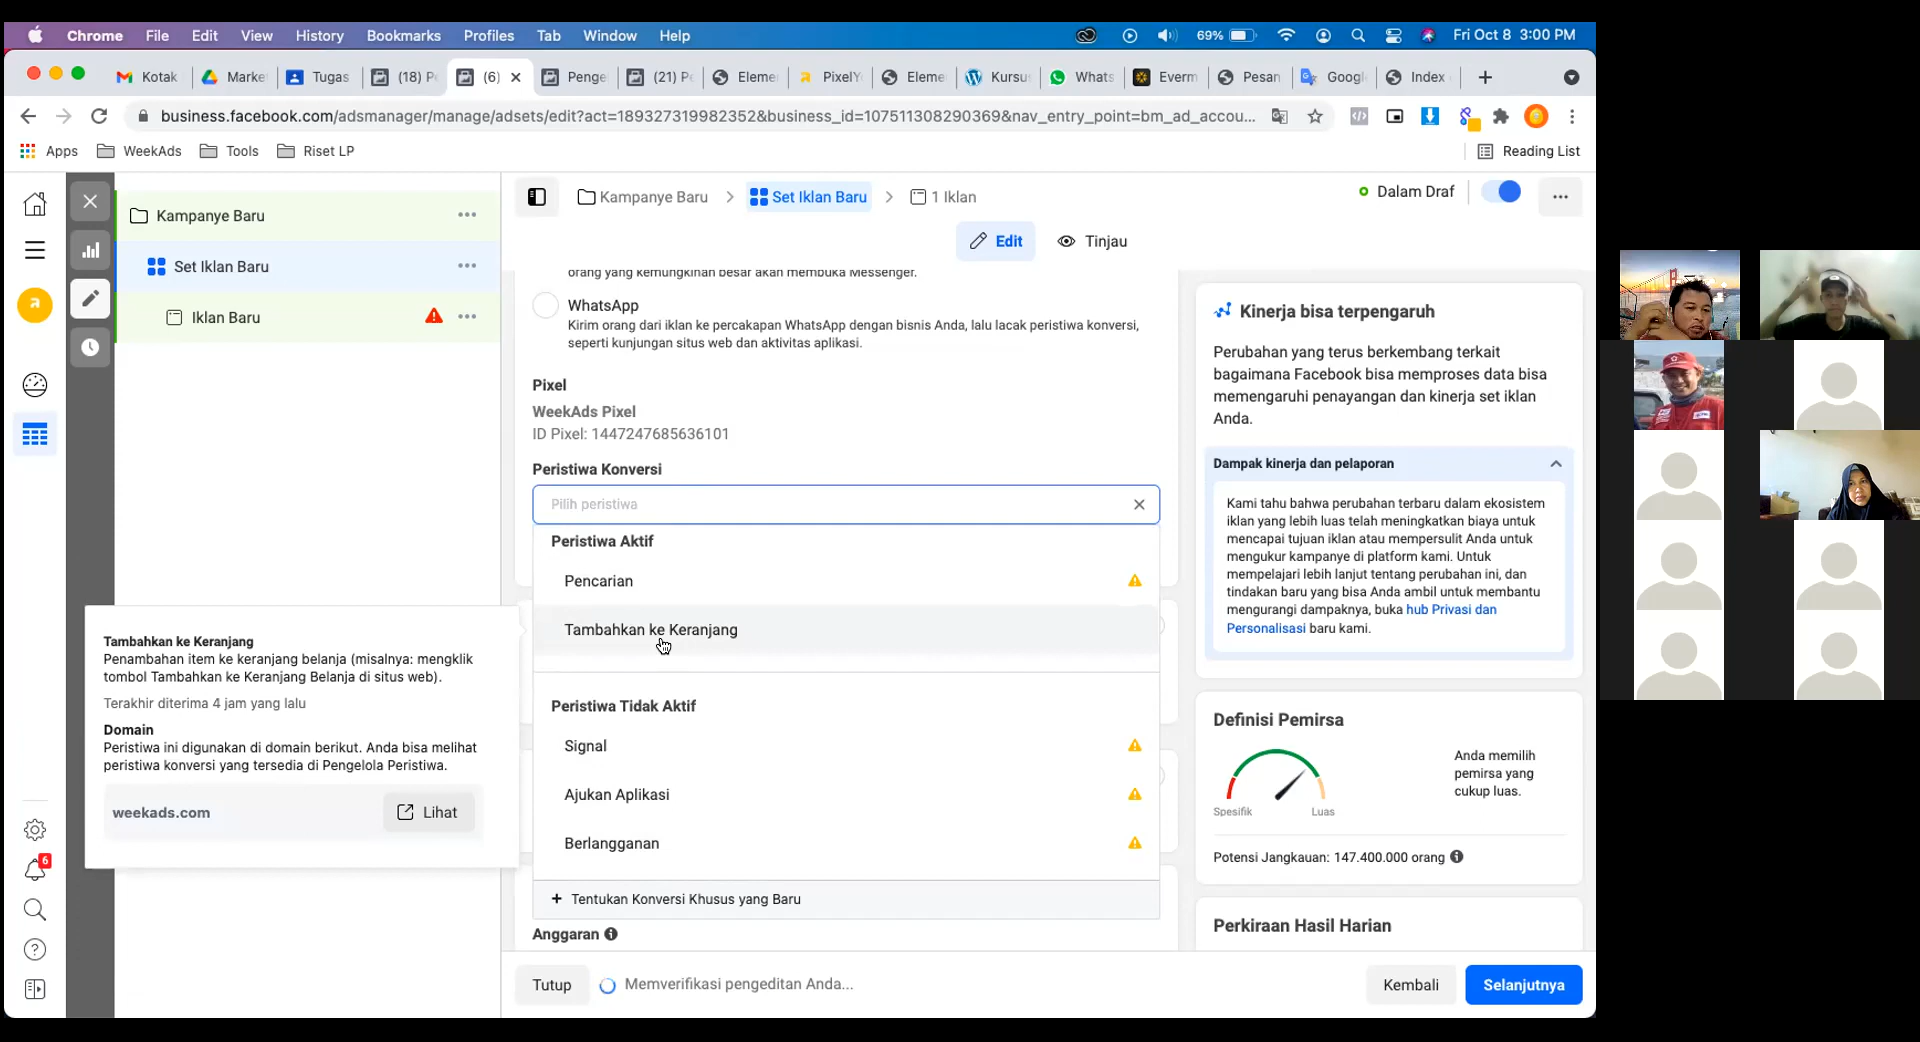 Chrome File Edit View History Bookmarks Profiles Tab Window Help
69% Fri Oct 8 3:00 PM
Kotak Marke Tugas (18) P (6) Penge (21) P Eleme PixelY Eleme Kursu Whats Everm Pesan Googl Index
business.facebook.com/adsmanager/manage/adsets/edit?act=189327319982352&business_id=107511308290369&nav_entry_point=bm_ad_accou...
Apps WeekAds Tools Riset LP
Reading List
Kampanye Baru
Set Iklan Baru
Iklan Baru
6
Kampanye Baru
Set Iklan Baru
1 Iklan
Dalam Draf
Edit
Tinjau
orang yang kemungkinan besar akan membuka Messenger.
WhatsApp
Kirim orang dari iklan ke percakapan WhatsApp dengan bisnis Anda, lalu lacak peristiwa konversi,
seperti kunjungan situs web dan aktivitas aplikasi.
Pixel
WeekAds Pixel
ID Pixel: 1447247685636101
Peristiwa Konversi
Pilih peristiwa
Peristiwa Aktif
Pencarian
Tambahkan ke Keranjang
Peristiwa Tidak Aktif
Signal
Ajukan Aplikasi
Berlangganan
Tentukan Konversi Khusus yang Baru
Anggaran
Tambahkan ke Keranjang
Penambahan item ke keranjang belanja (misalnya: mengklik
tombol Tambahkan ke Keranjang Belanja di situs web).
Terakhir diterima 4 jam yang lalu
Domain
Peristiwa ini digunakan di domain berikut. Anda bisa melihat
peristiwa konversi yang tersedia di Pengelola Peristiwa.
weekads.com
Lihat
Kinerja bisa terpengaruh
Perubahan yang terus berkembang terkait
bagaimana Facebook bisa memproses data bisa
memengaruhi penayangan dan kinerja set iklan
Anda.
Dampak kinerja dan pelaporan
Kami tahu bahwa perubahan terbaru dalam ekosistem
iklan yang lebih luas telah meningkatkan biaya untuk
mencapai tujuan iklan atau mempersulit Anda untuk
mengukur kampanye di platform kami. Untuk
mempelajari lebih lanjut tentang perubahan ini, dan
tindakan baru yang bisa Anda ambil untuk membantu
mengurangi dampaknya, buka hub Privasi dan
Personalisasi baru kami.
Definisi Pemirsa
Spesifik
Luas
Anda memilih
pemirsa yang
cukup luas.
Potensi Jangkauan: 147.400.000 orang
Perkiraan Hasil Harian
Tutup
Memverifikasi pengeditan Anda...
Kembali
Selanjutnya